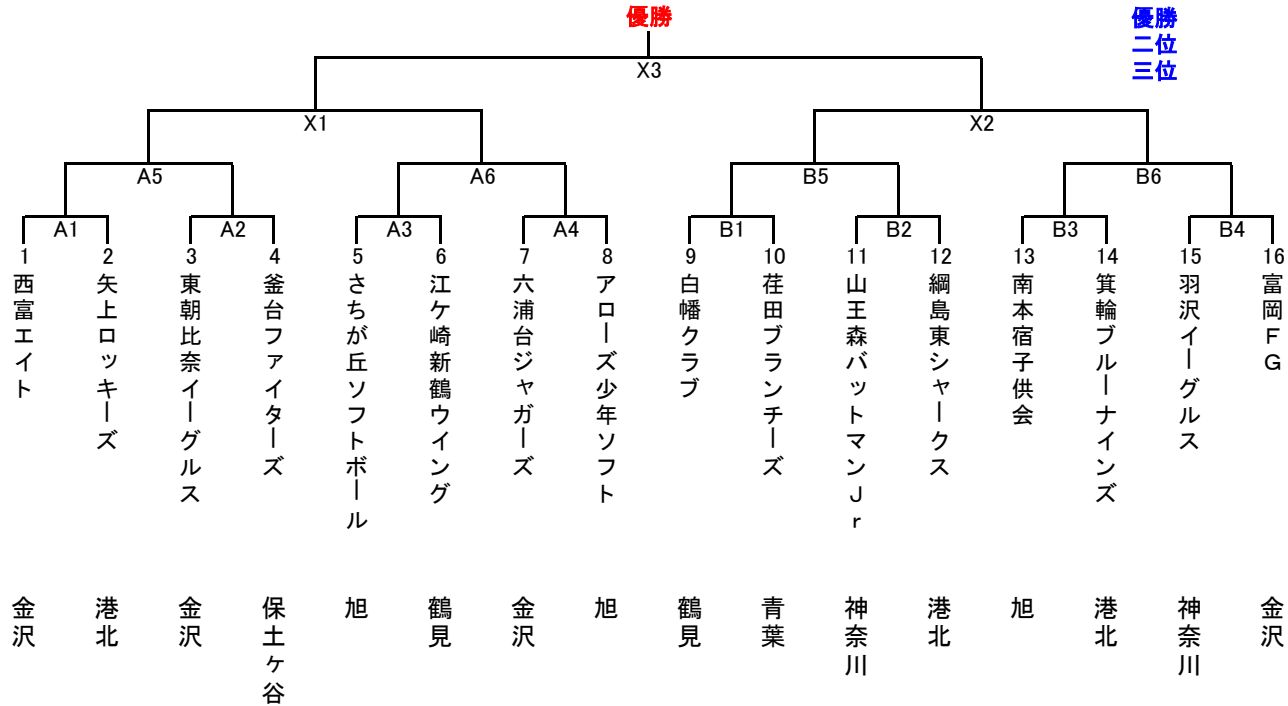 優勝
優勝
二位
三位
X3
X1
X2
A5
A6
B5
B6
A1
A2
A3
A4
B1
B2
B3
B4
1
2
3
4
5
6
7
8
9
10
11
12
13
14
15
16
西富エイト
矢上ロッキーズ
東朝比奈イーグルス
釜台ファイターズ
さちが丘ソフトボール
江ケ崎新鶴ウイング
六浦台ジャガーズ
アローズ少年ソフト
白幡クラブ
荏田ブランチーズ
山王森バットマンJr
綱島東シャークス
南本宿子供会
箕輪ブルーナインズ
羽沢イーグルス
富岡FG
金沢
港北
金沢
保土ヶ谷
旭
鶴見
金沢
旭
鶴見
青葉
神奈川
港北
旭
港北
神奈川
金沢